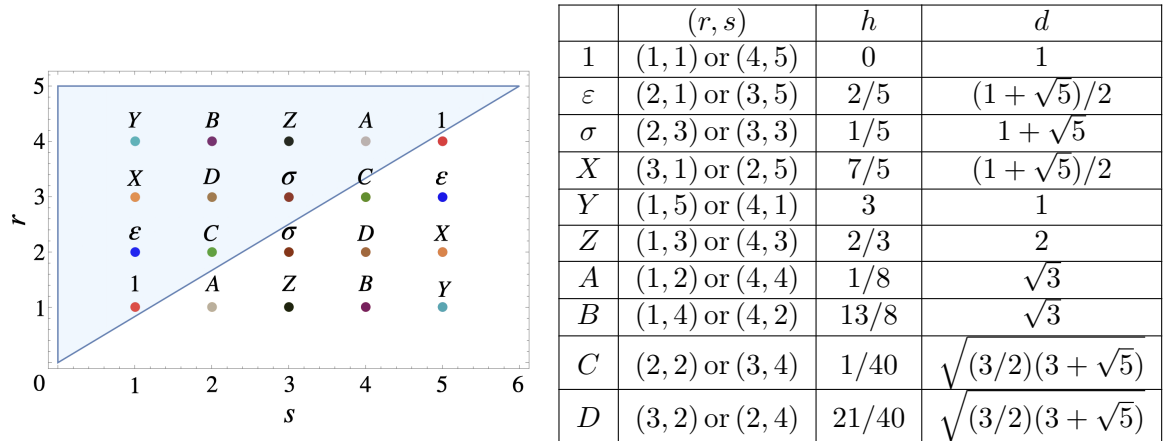 5
4
3
2
1
0
r
Y B Z A 1
X D σ C ε
ε C σ D X
1 A Z B Y
1 2 3 4 5 6
s
(r, s) h d
1 (1, 1) or (4, 5) 0 1
ε (2, 1) or (3, 5) 2/5 (1 + √5)/2
σ (2, 3) or (3, 3) 1/5 1 + √5
X (3, 1) or (2, 5) 7/5 (1 + √5)/2
Y (1, 5) or (4, 1) 3 1
Z (1, 3) or (4, 3) 2/3 2
A (1, 2) or (4, 4) 1/8 √3
B (1, 4) or (4, 2) 13/8 √3
C (2, 2) or (3, 4) 1/40 √((3/2)(3 + √5))
D (3, 2) or (2, 4) 21/40 √((3/2)(3 + √5))